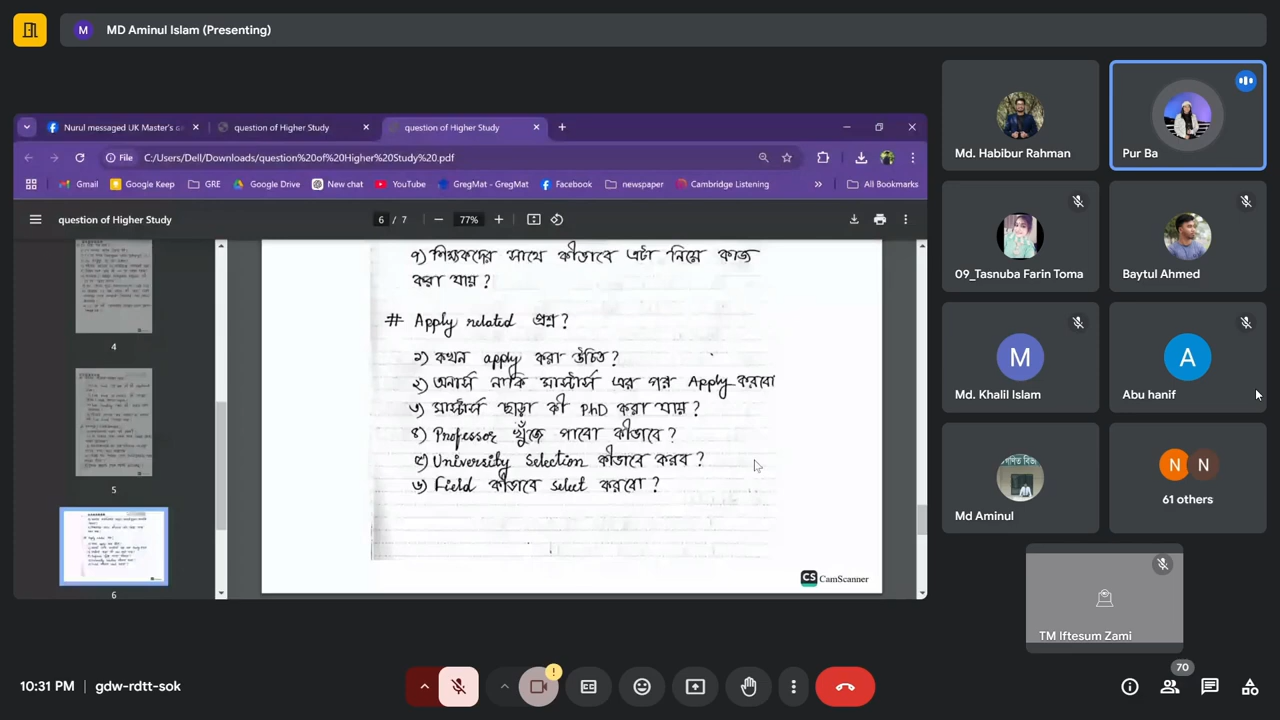 M MD Aminul Islam (Presenting)
Nurul messaged UK Master's g
question of Higher Study
question of Higher Study
File C:/Users/Dell/Downloads/question%20of%20Higher%20Study%20.pdf
Gmail
Google Keep
GRE
Google Drive
New chat
YouTube
GregMat - GregMat
Facebook
newspaper
Cambridge Listening
»
All Bookmarks
question of Higher Study
6 / 7
77%
4
5
6
৭) শিক্ষকদের সাথে কীভাবে এটা নিয়ে কাজ
করা যায় ?
# Apply related প্রশ্ন ?
১) কখন apply করা উচিত ?
২) অনার্স নাকি মাস্টার্স এর পর Apply করবো
৩) মাস্টার্স ছাড়া কী PhD করা যায় ?
৪) Professor খুঁজে পাবো কীভাবে ?
৫) University Selection কীভাবে করব ?
৬) Field কীভাবে select করবো ?
CS CamScanner
Md. Habibur Rahman
Pur Ba
09_Tasnuba Farin Toma
Baytul Ahmed
M
Md. Khalil Islam
A
Abu hanif
Md Aminul
N N
61 others
TM Iftesum Zami
10:31 PM
gdw-rdtt-sok
70